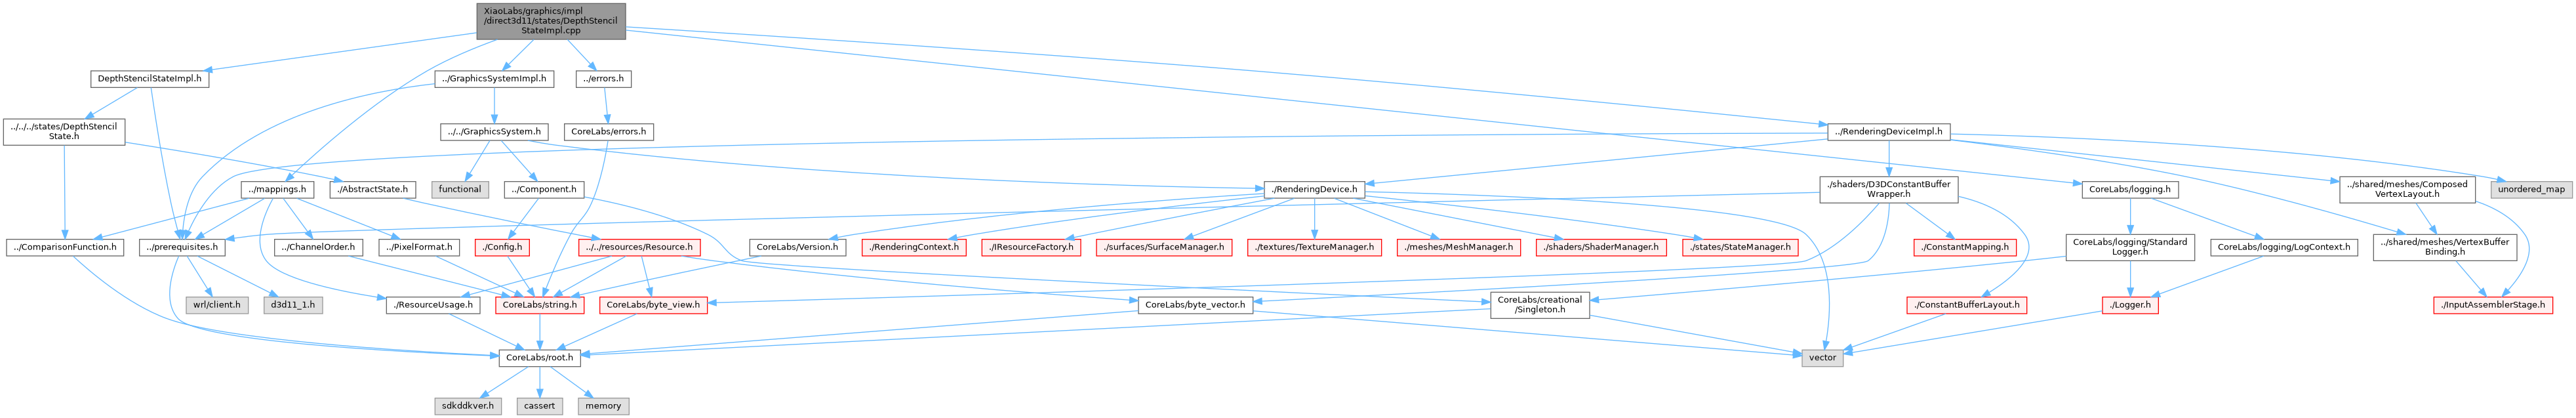 XiaoLabs/graphics/impl
/direct3d11/states/DepthStencil
StateImpl.cpp
DepthStencilStateImpl.h
../GraphicsSystemImpl.h
../errors.h
../../../states/DepthStencil
State.h
../../GraphicsSystem.h
CoreLabs/errors.h
../RenderingDeviceImpl.h
../mappings.h
./AbstractState.h
functional
../Component.h
./RenderingDevice.h
./shaders/D3DConstantBuffer
Wrapper.h
CoreLabs/logging.h
../shared/meshes/Composed
VertexLayout.h
unordered_map
../ComparisonFunction.h
../prerequisites.h
../ChannelOrder.h
../PixelFormat.h
./Config.h
../../resources/Resource.h
CoreLabs/Version.h
./RenderingContext.h
./IResourceFactory.h
./surfaces/SurfaceManager.h
./textures/TextureManager.h
./meshes/MeshManager.h
./shaders/ShaderManager.h
./states/StateManager.h
./ConstantMapping.h
CoreLabs/logging/Standard
Logger.h
CoreLabs/logging/LogContext.h
../shared/meshes/VertexBuffer
Binding.h
wrl/client.h
d3d11_1.h
./ResourceUsage.h
CoreLabs/string.h
CoreLabs/byte_view.h
CoreLabs/byte_vector.h
CoreLabs/creational
/Singleton.h
./ConstantBufferLayout.h
./Logger.h
./InputAssemblerStage.h
CoreLabs/root.h
vector
sdkddkver.h
cassert
memory